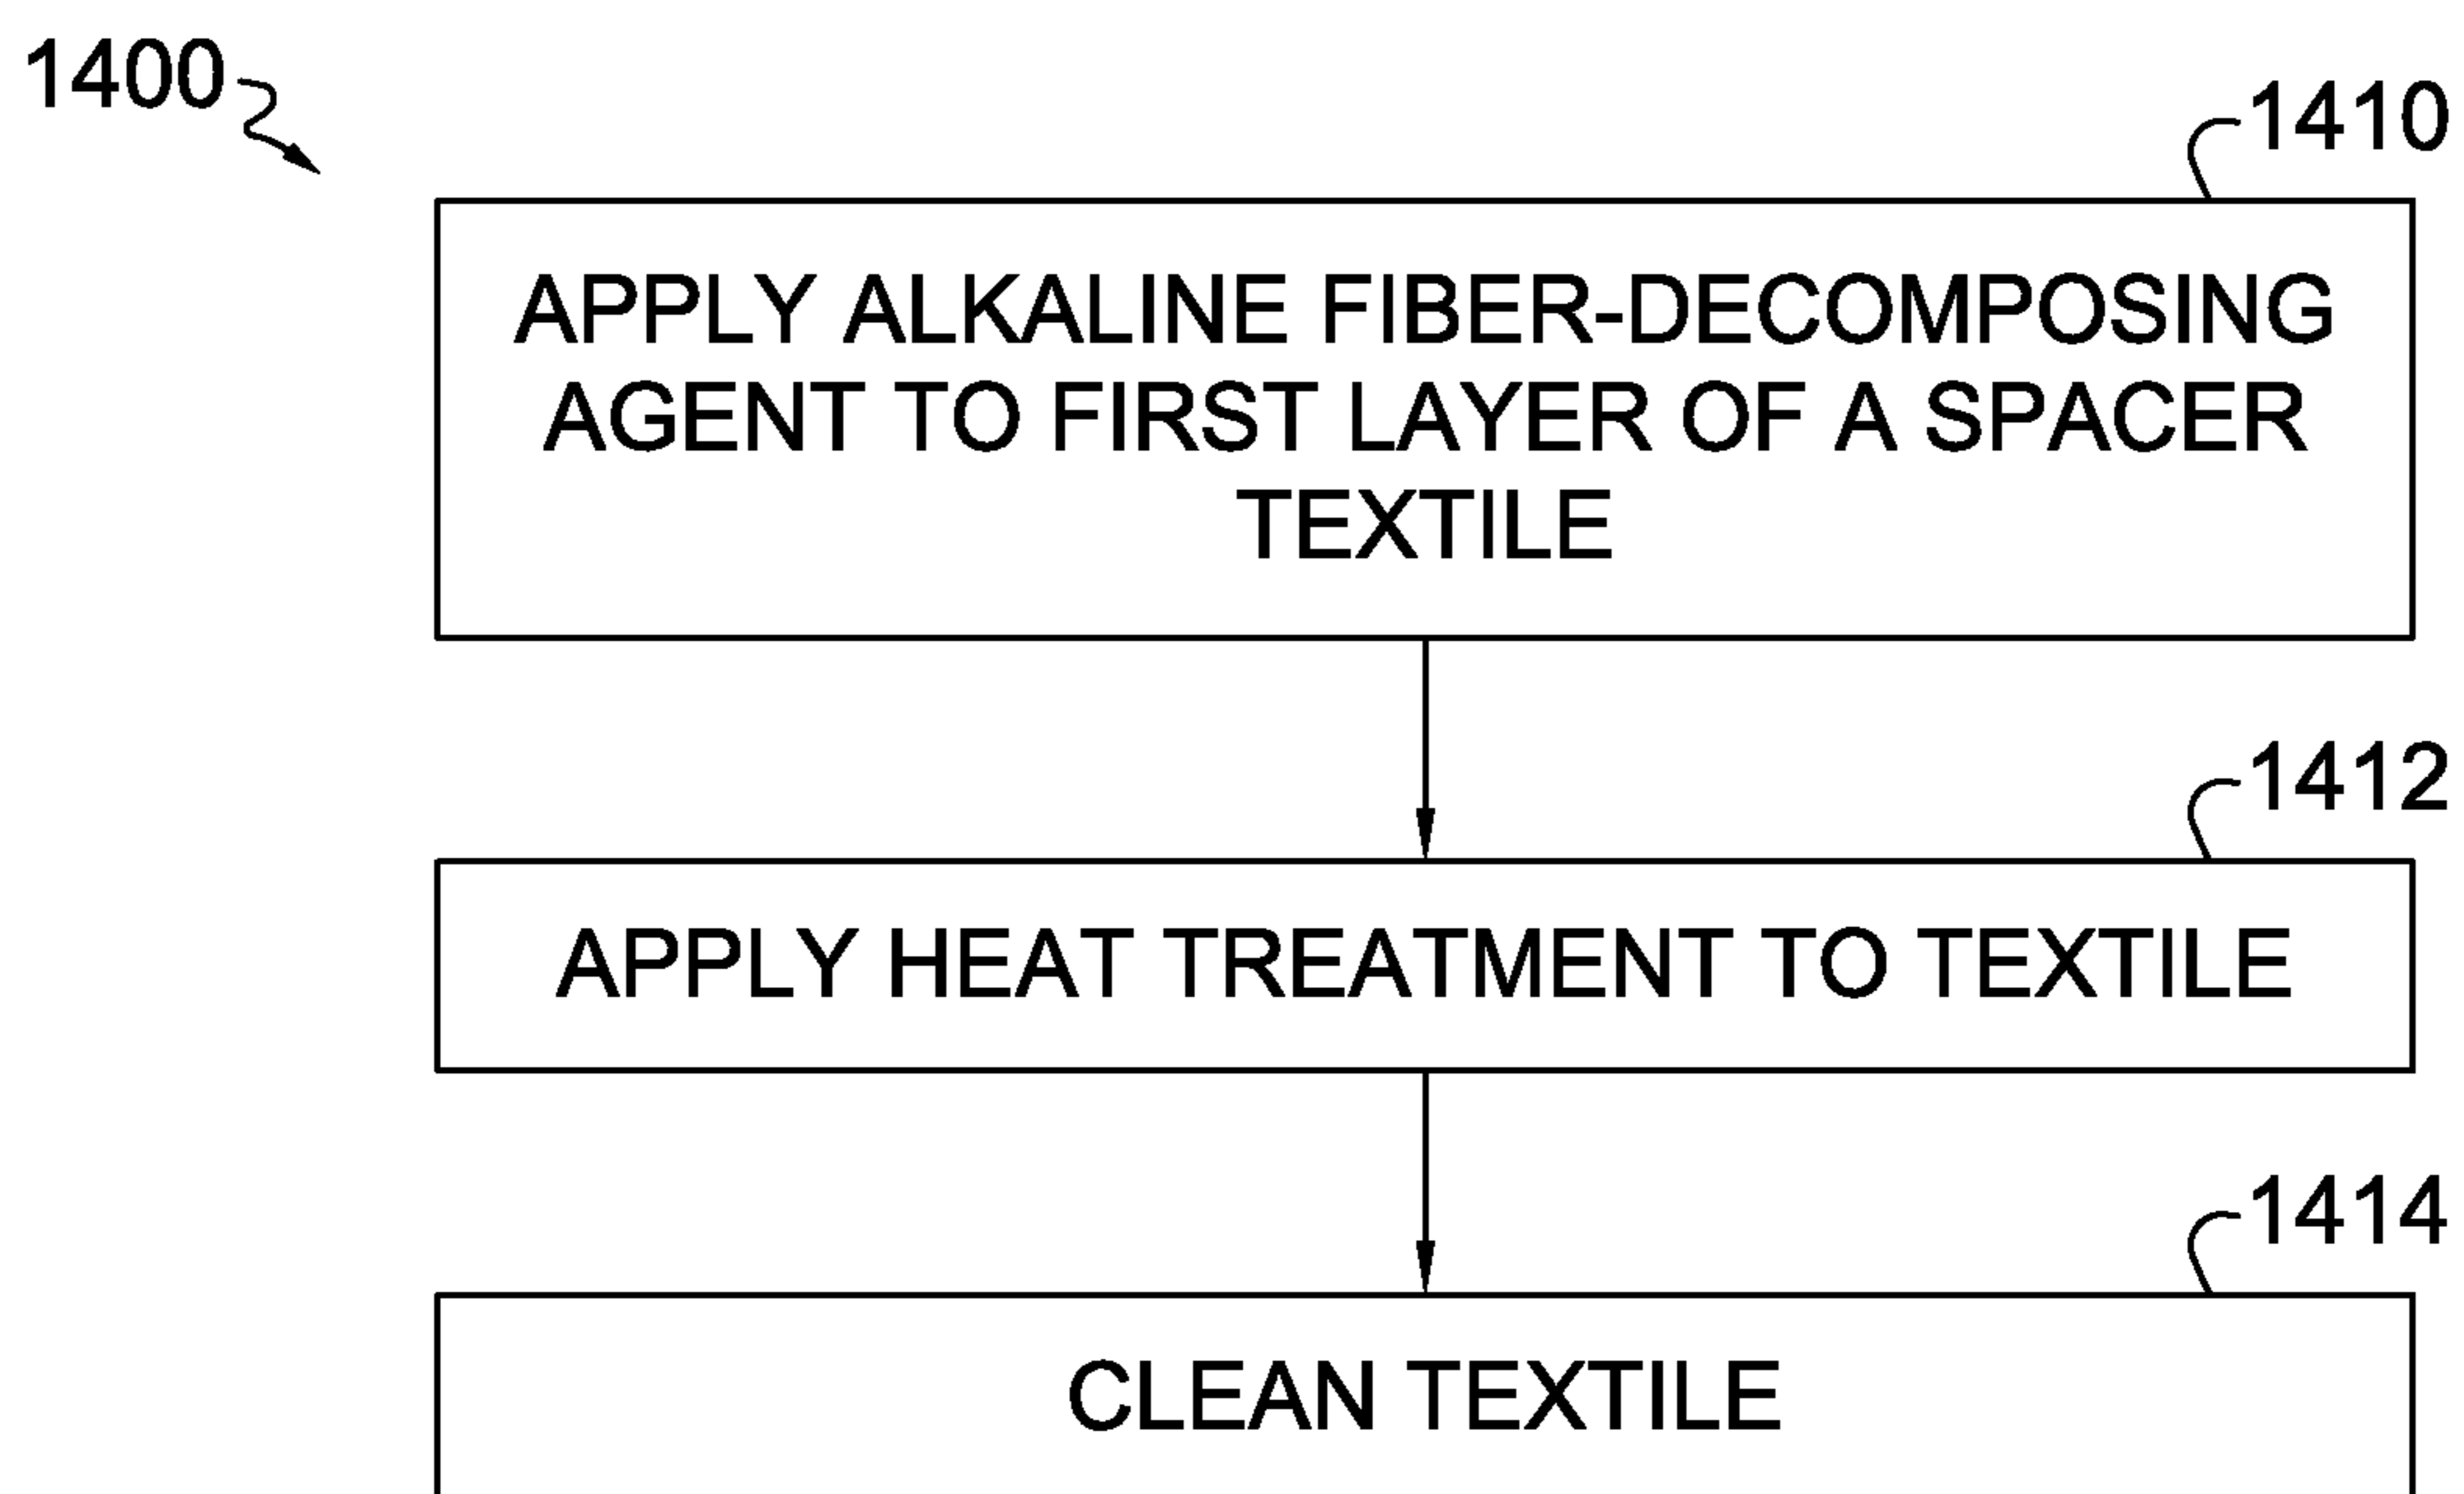 1400
1410
APPLY ALKALINE FIBER-DECOMPOSING
AGENT TO FIRST LAYER OF A SPACER
TEXTILE
1412
APPLY HEAT TREATMENT TO TEXTILE
1414
CLEAN TEXTILE